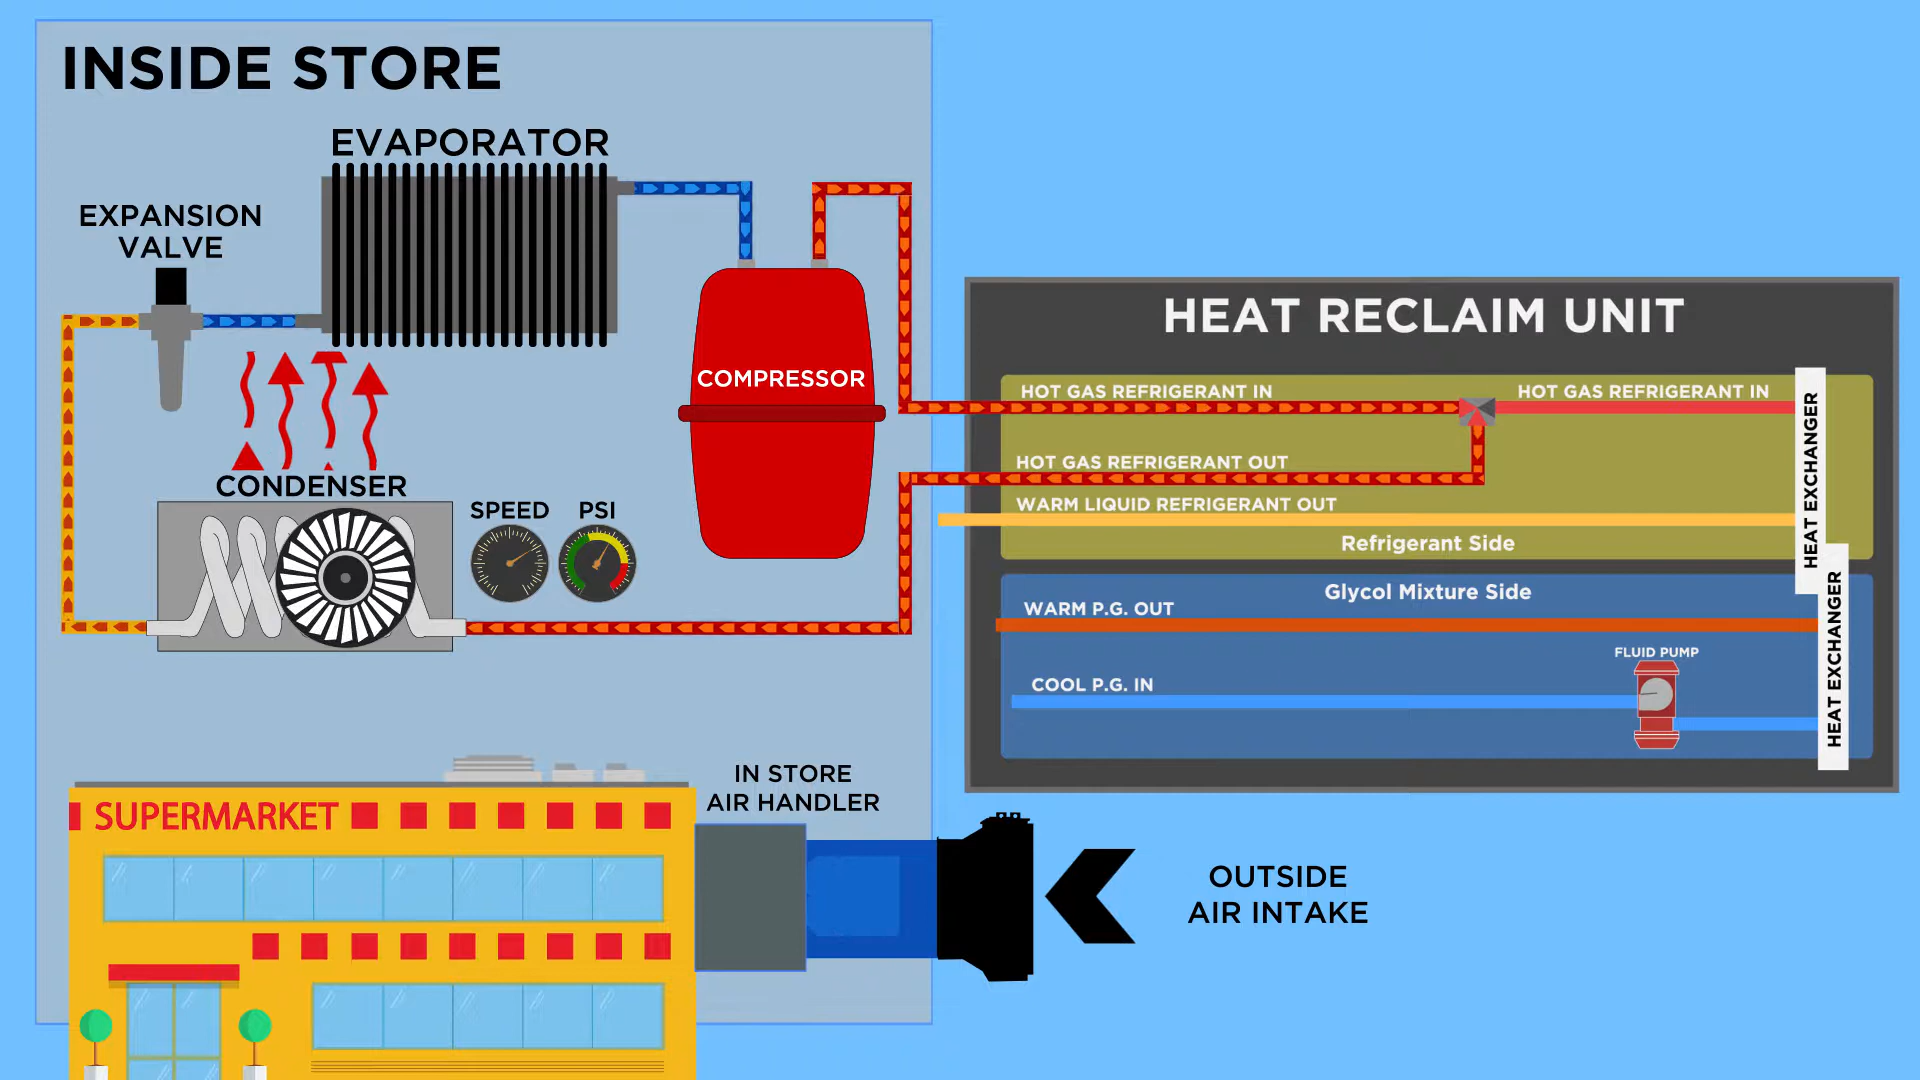 INSIDE STORE
EVAPORATOR
EXPANSION
VALVE
COMPRESSOR
CONDENSER
SPEED
PSI
HEAT RECLAIM UNIT
HOT GAS REFRIGERANT IN
HOT GAS REFRIGERANT IN
HOT GAS REFRIGERANT OUT
WARM LIQUID REFRIGERANT OUT
Refrigerant Side
HEAT EXCHANGER
Glycol Mixture Side
WARM P.G. OUT
FLUID PUMP
COOL P.G. IN
HEAT EXCHANGER
IN STORE
AIR HANDLER
SUPERMARKET
OUTSIDE
AIR INTAKE